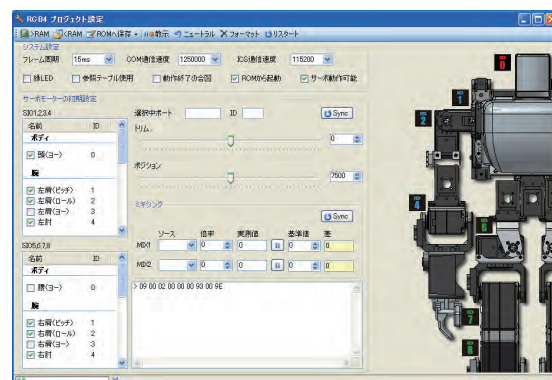 RCB4 プロジェクト設定
>RAM <RAM ROMへ保存 教示 ニュートラル フォーマット リスタート
システム設定
フレーム周期 15ms COM通信速度 1250000 ICS通信速度 115200
緑LED 参照テーブル使用 動作終了の合図 ROMから起動 サーボ動作可能
サーボモーターの初期設定
SIO1,2,3,4
名前 ID
ボディ
頭(ヨー) 0
腕
左肩(ピッチ) 1
左肩(ロール) 2
左肩(ヨー) 3
左肘 4
SIO5,6,7,8
名前 ID
ボディ
腰(ヨー) 0
腕
右肩(ピッチ) 1
右肩(ロール) 2
右肩(ヨー) 3
右肘 4
選択中ポート ID Sync
トリム
0
ポジション
7500
ミキシング
Sync
ソース 倍率 実測値 基準値 差
MIX1 0 0 0 0
MIX2 0 0 0 0
> 09 00 02 00 00 00 93 00 9E
0
1
2
4
6
7
8